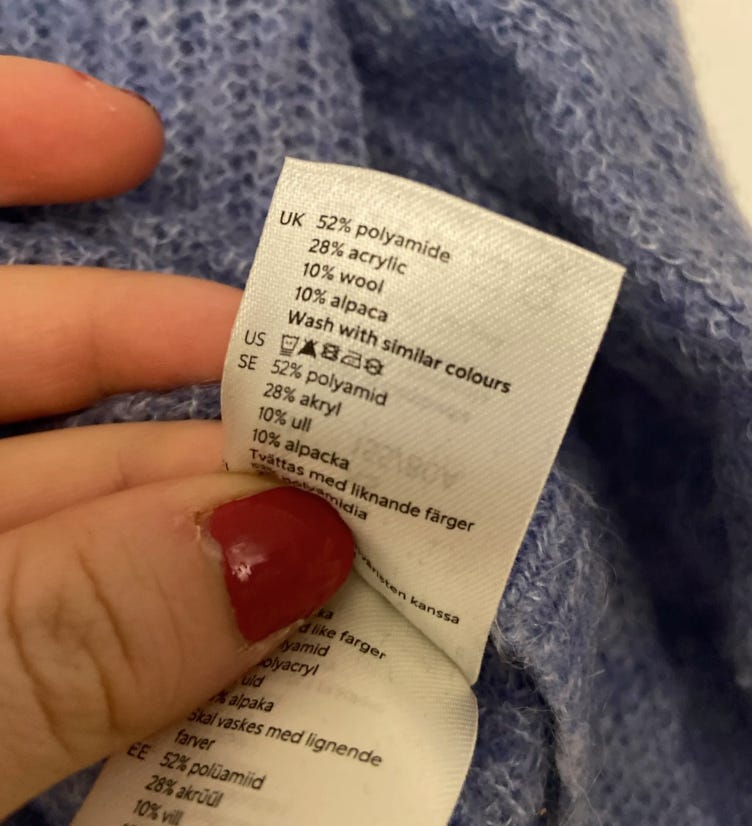 UK 52% polyamide
28% acrylic
10% wool
10% alpaca
Wash with similar colours
US
SE 52% polyamid
28% akryl
10% ull
10% alpacka
Tvättas med liknande färger
polyamidia
kanssa
like farger
alpaka
Skal vaskes med lignende
farver
EE 52% polüamiid
28% akrüül
10% vill